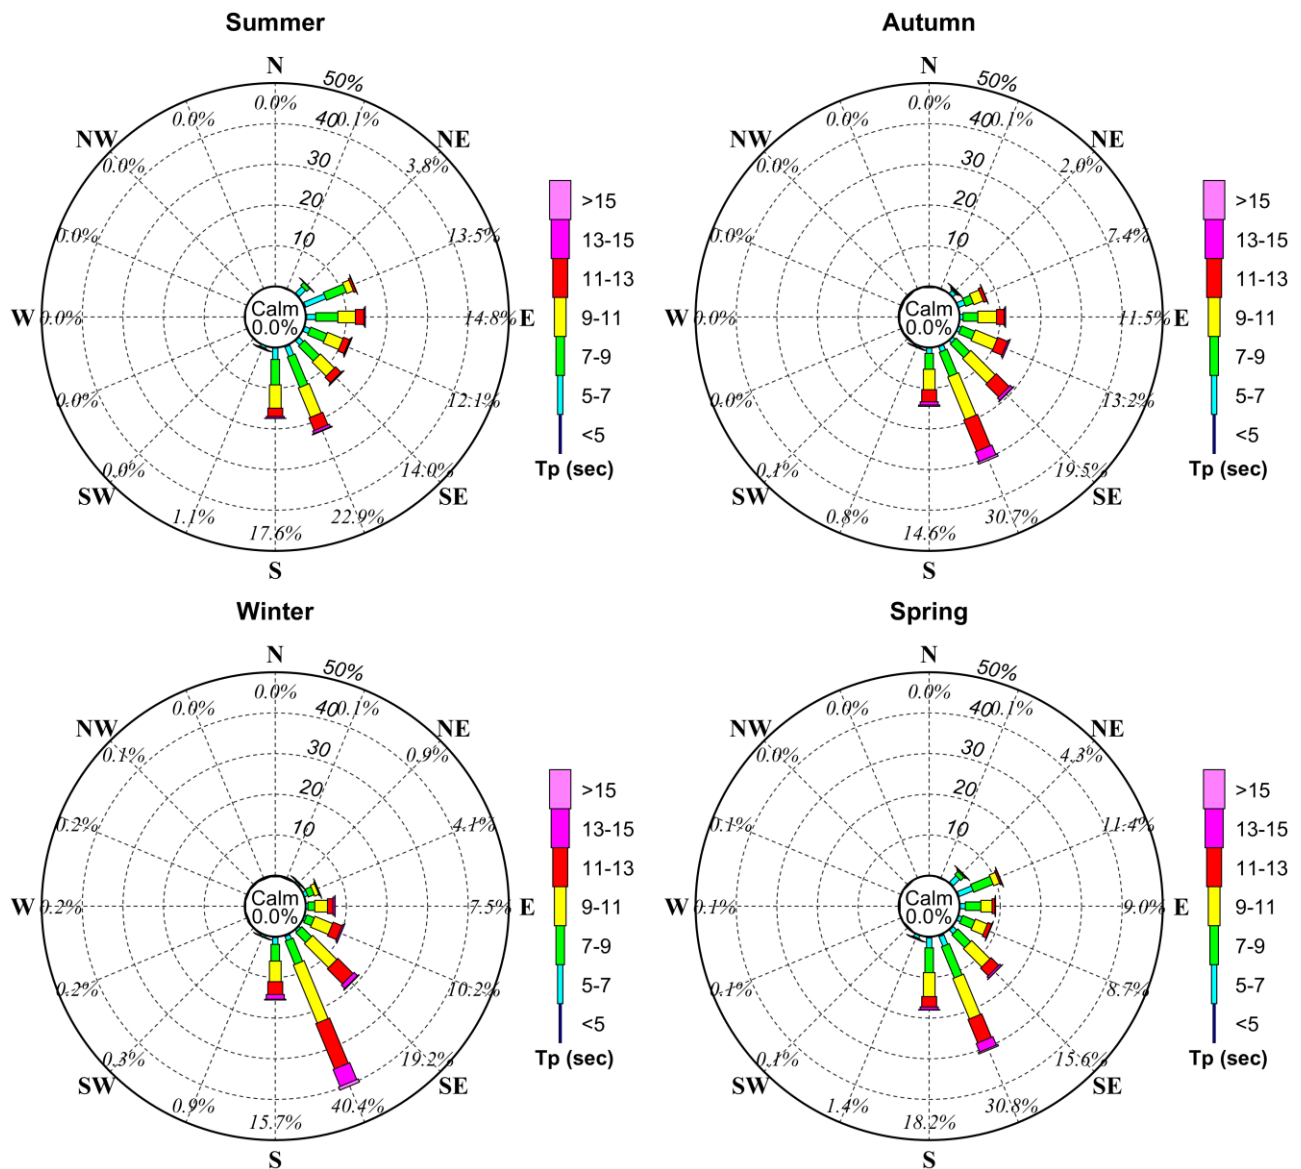 Summer
N
50%
0.0%
0.0%
40
0.1%
NW
NE
0.0%
30
3.8%
20
0.0%
10
13.5%
Calm
0.0%
W
0.0%
14.8%
E
0.0%
12.1%
0.0%
14.0%
SW
SE
1.1%
22.9%
17.6%
S
>15
13-15
11-13
9-11
7-9
5-7
<5
Tp (sec)
Autumn
N
50%
0.0%
0.0%
40
0.1%
NW
NE
0.0%
30
2.0%
20
0.0%
10
7.4%
Calm
0.0%
W
0.0%
11.5%
E
0.0%
13.2%
0.1%
19.5%
SW
SE
0.8%
30.7%
14.6%
S
>15
13-15
11-13
9-11
7-9
5-7
<5
Tp (sec)
Winter
N
50%
0.0%
0.0%
40
0.1%
NW
NE
0.1%
30
0.9%
20
0.2%
10
4.1%
Calm
0.0%
W
0.2%
7.5%
E
0.2%
10.2%
0.3%
19.2%
SW
SE
0.9%
40.4%
15.7%
S
>15
13-15
11-13
9-11
7-9
5-7
<5
Tp (sec)
Spring
N
50%
0.0%
0.0%
40
0.1%
NW
NE
0.0%
30
4.3%
20
0.1%
10
11.4%
Calm
0.0%
W
0.1%
9.0%
E
0.1%
8.7%
0.1%
15.6%
SW
SE
1.4%
30.8%
18.2%
S
>15
13-15
11-13
9-11
7-9
5-7
<5
Tp (sec)